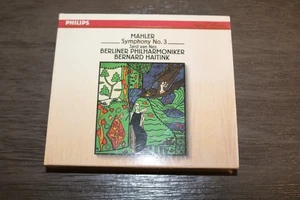 PHILIPS
MAHLER
Symphony No. 3
Jard van Nes
BERLINER PHILHARMONIKER
BERNARD HAITINK